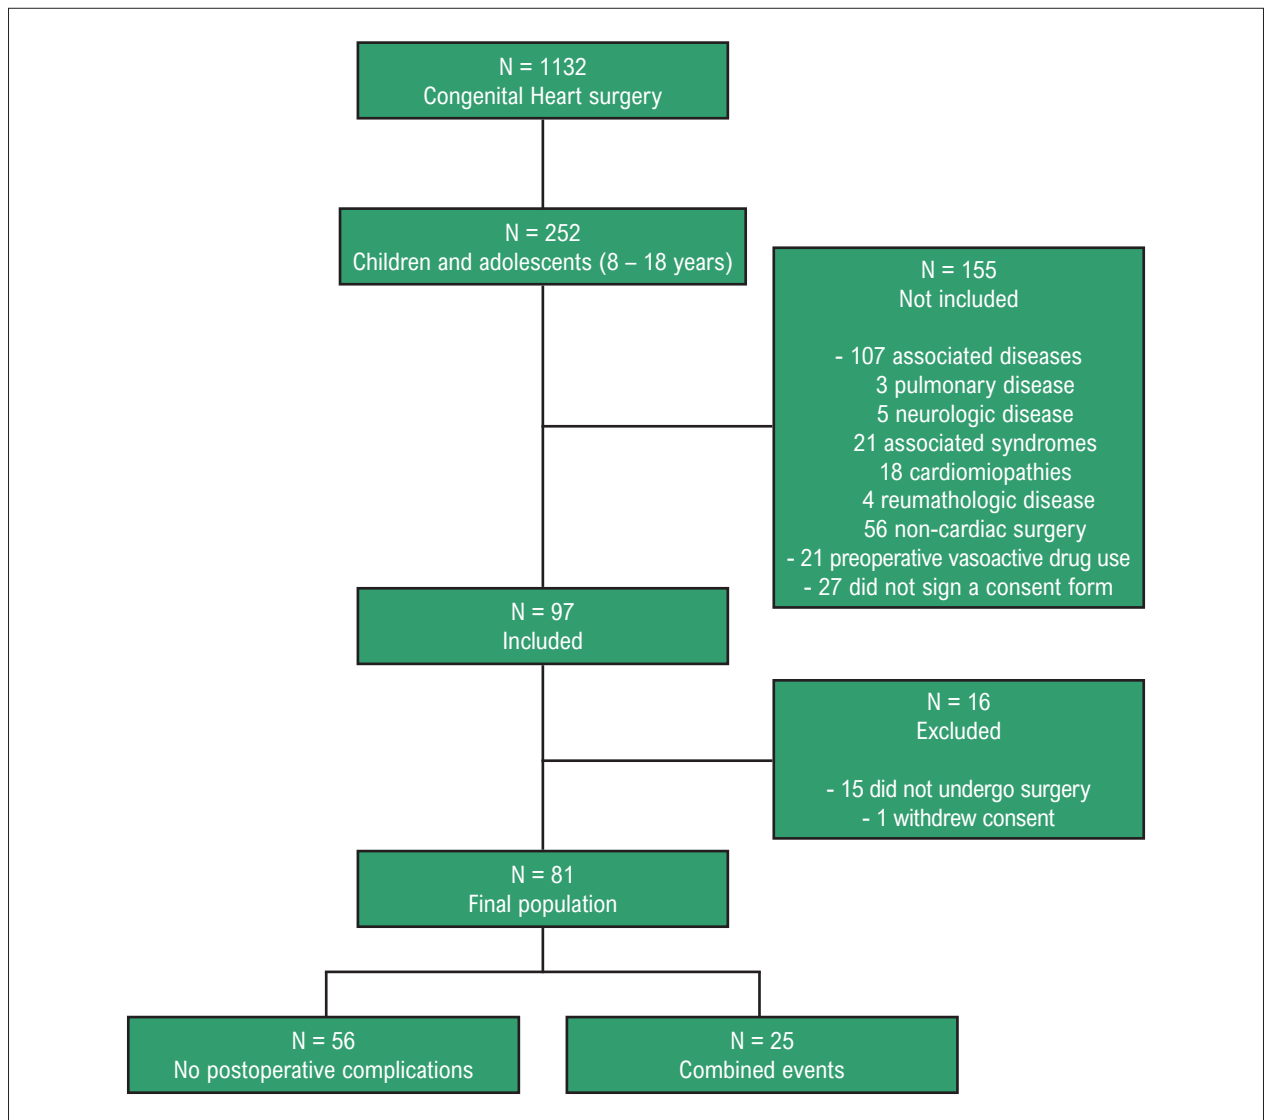 N = 1132
Congenital Heart surgery
N = 252
Children and adolescents (8 – 18 years)
N = 155
Not included
- 107 associated diseases
3 pulmonary disease
5 neurologic disease
21 associated syndromes
18 cardiomiopathies
4 reumathologic disease
56 non-cardiac surgery
- 21 preoperative vasoactive drug use
- 27 did not sign a consent form
N = 97
Included
N = 16
Excluded
- 15 did not undergo surgery
- 1 withdrew consent
N = 81
Final population
N = 56
No postoperative complications
N = 25
Combined events